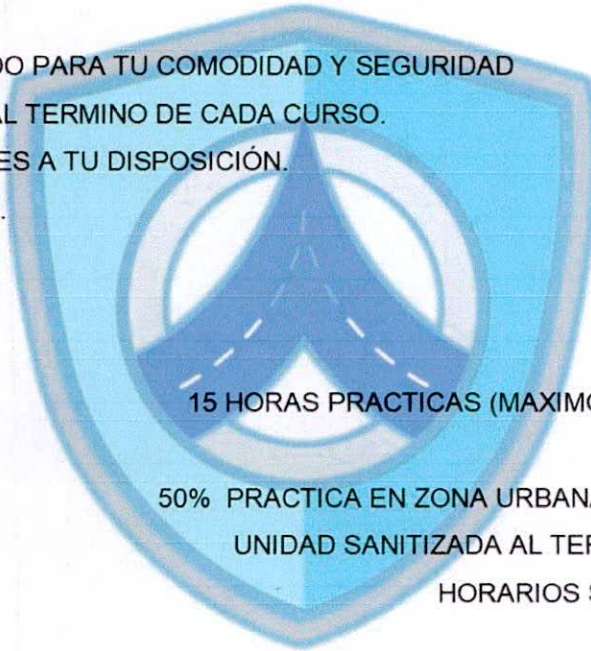 DO PARA TU COMODIDAD Y SEGURIDAD
AL TERMINO DE CADA CURSO.
ES A TU DISPOSICIÓN.
.
15 HORAS PRACTICAS (MAXIMO
50% PRACTICA EN ZONA URBANA
UNIDAD SANITIZADA AL TER
HORARIOS S